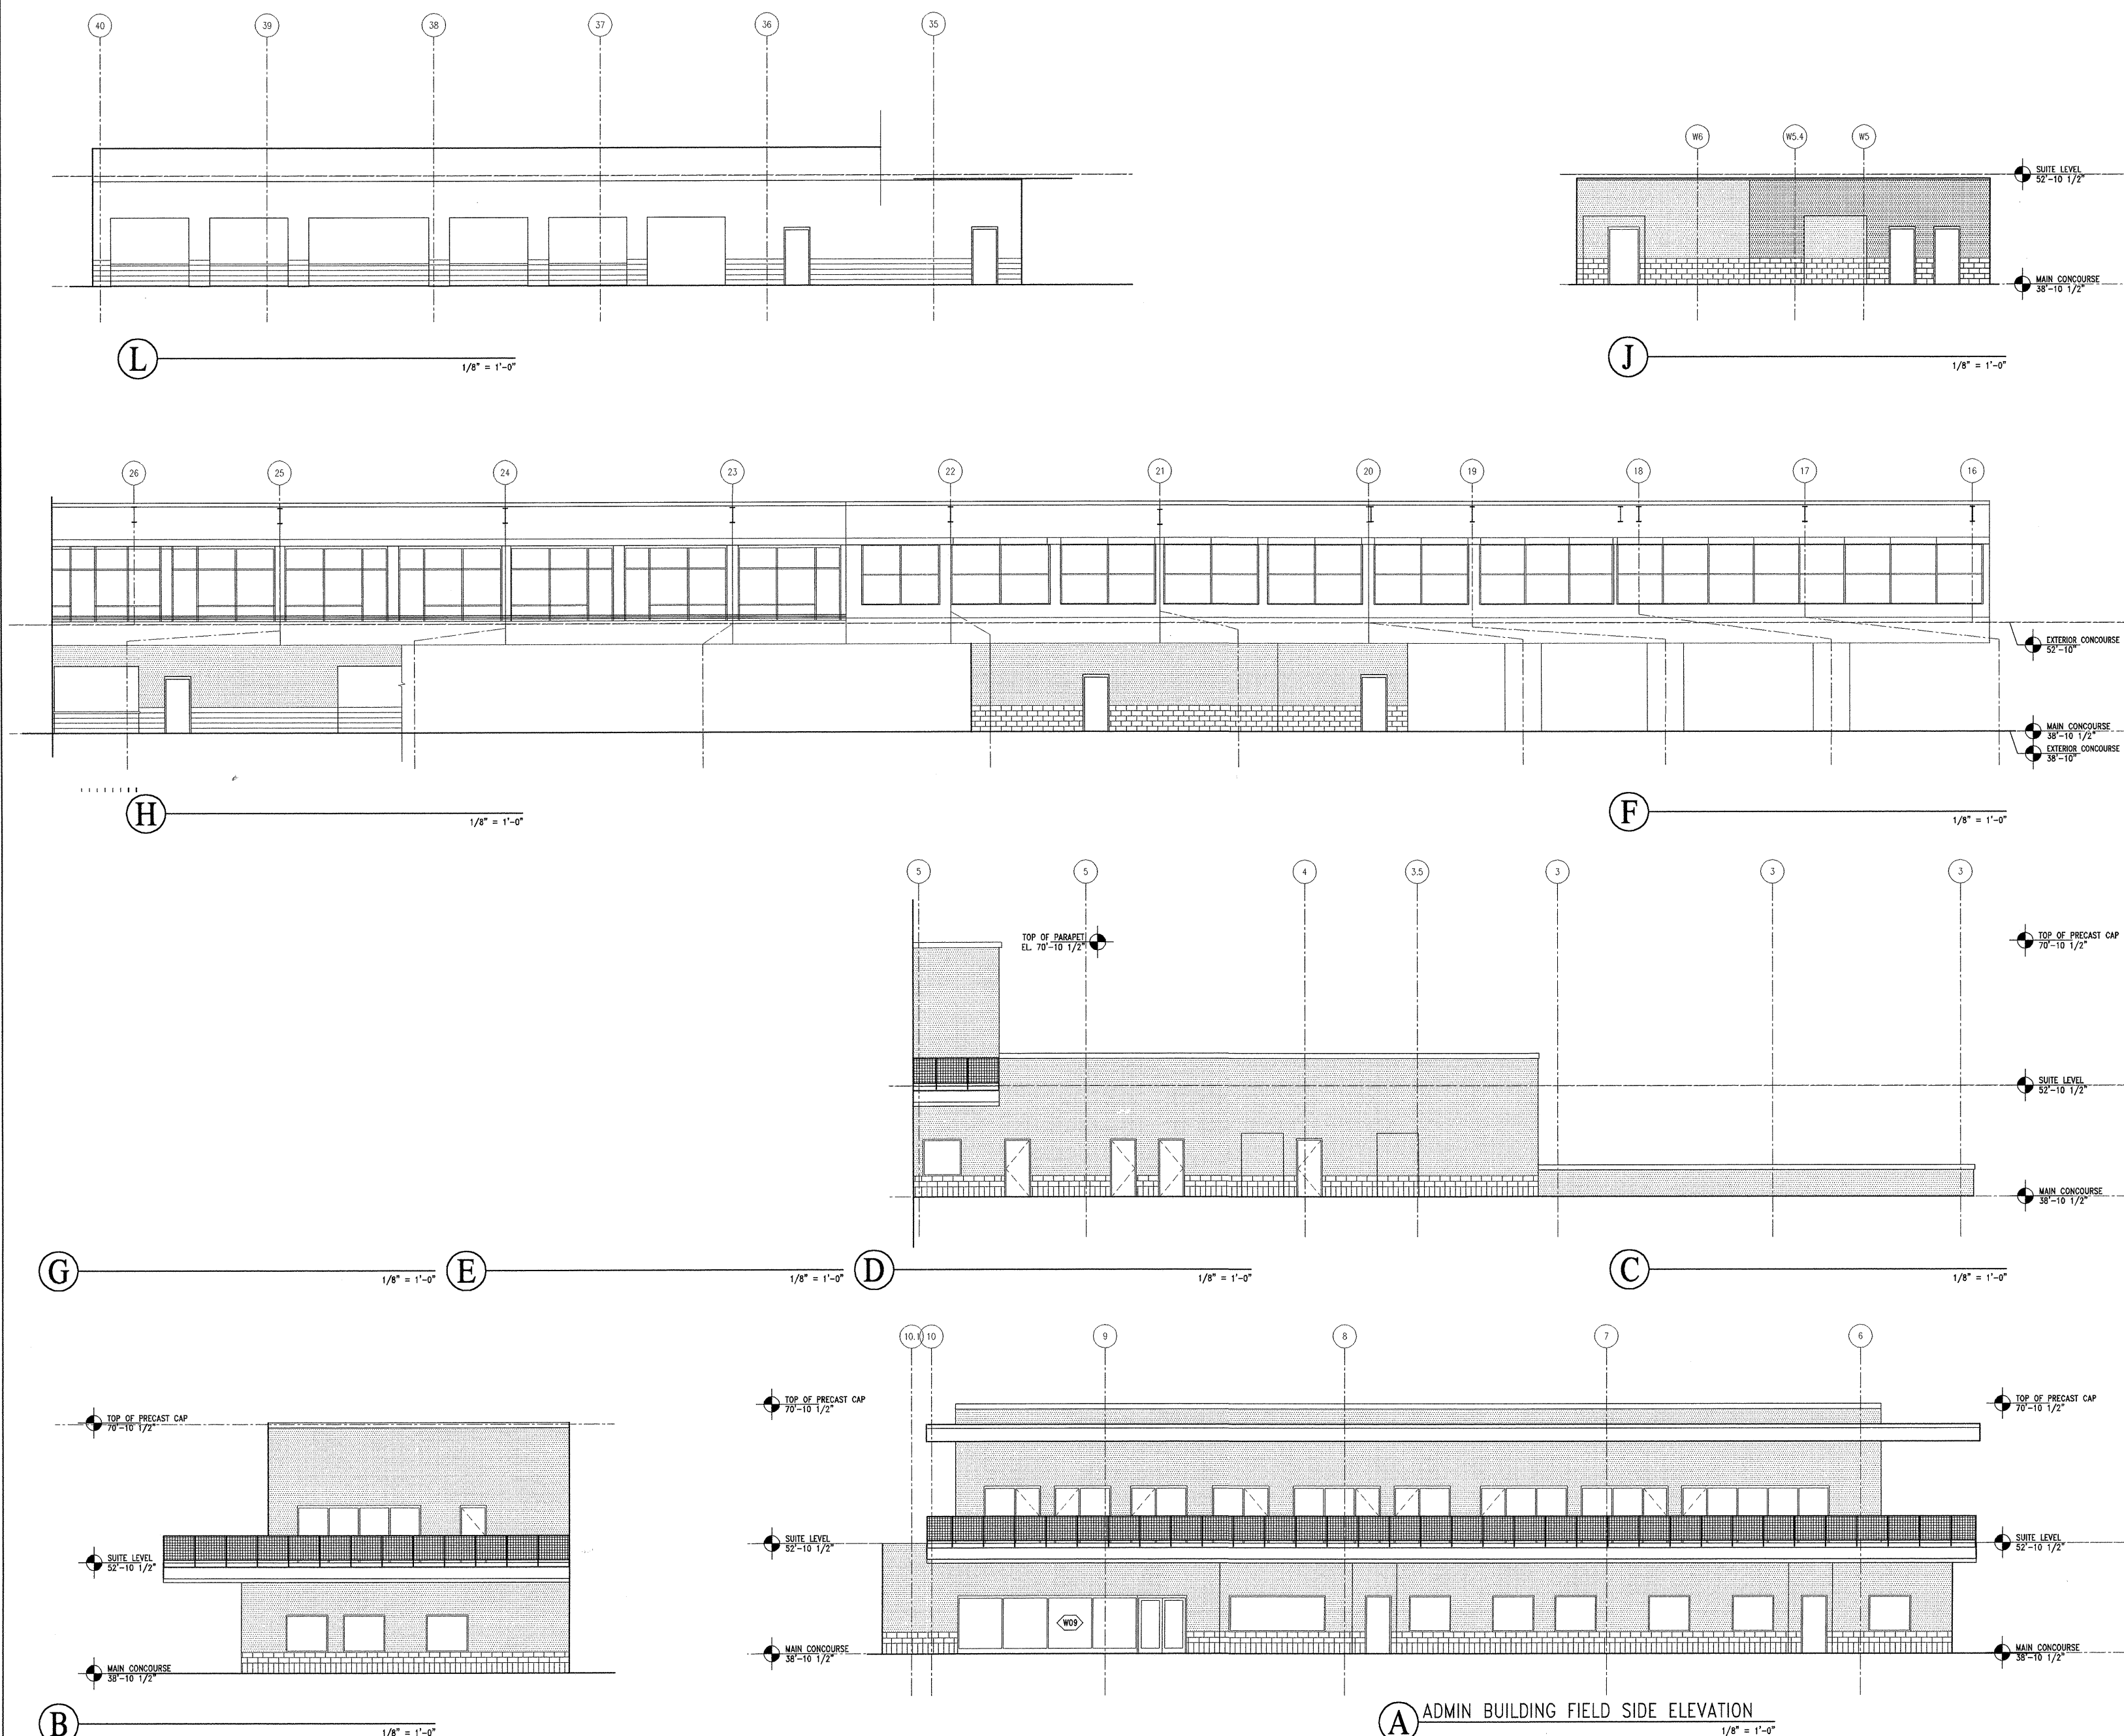 40 39 38 37 36 35
W6 W5.4 W5
SUITE LEVEL
52'-10 1/2"
MAIN CONCOURSE
38'-10 1/2"
L
1/8" = 1'-0"
J
1/8" = 1'-0"
26 25 24 23 22 21 20 19 18 17 16
EXTERIOR CONCOURSE
52'-10"
MAIN CONCOURSE
38'-10 1/2"
EXTERIOR CONCOURSE
38'-10"
H
1/8" = 1'-0"
F
1/8" = 1'-0"
5 5 4 3.5 3 3 3
TOP OF PARAPET
EL. 70'-10 1/2"
TOP OF PRECAST CAP
70'-10 1/2"
SUITE LEVEL
52'-10 1/2"
MAIN CONCOURSE
38'-10 1/2"
G
1/8" = 1'-0"
E
1/8" = 1'-0"
D
1/8" = 1'-0"
C
1/8" = 1'-0"
TOP OF PRECAST CAP
70'-10 1/2"
SUITE LEVEL
52'-10 1/2"
MAIN CONCOURSE
38'-10 1/2"
B
1/8" = 1'-0"
10.1 10 9 8 7 6
TOP OF PRECAST CAP
70'-10 1/2"
TOP OF PRECAST CAP
70'-10 1/2"
SUITE LEVEL
52'-10 1/2"
SUITE LEVEL
52'-10 1/2"
W09
MAIN CONCOURSE
38'-10 1/2"
MAIN CONCOURSE
38'-10 1/2"
A ADMIN BUILDING FIELD SIDE ELEVATION
1/8" = 1'-0"